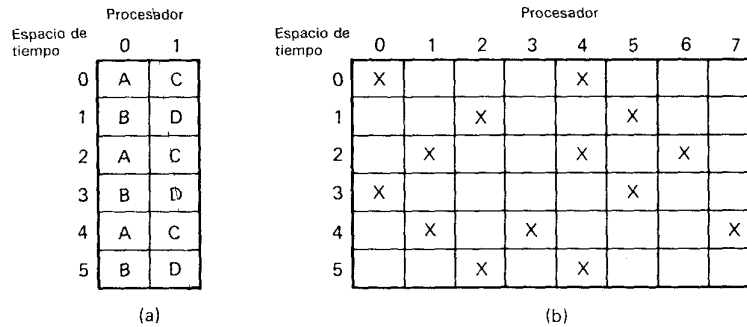 Procesador
Espacio de
tiempo
0 1
0 A C
1 B D
2 A C
3 B D
4 A C
5 B D
(a)
Procesador
Espacio de
tiempo
0 1 2 3 4 5 6 7
0 X X
1 X X
2 X X X
3 X X
4 X X X
5 X X
(b)